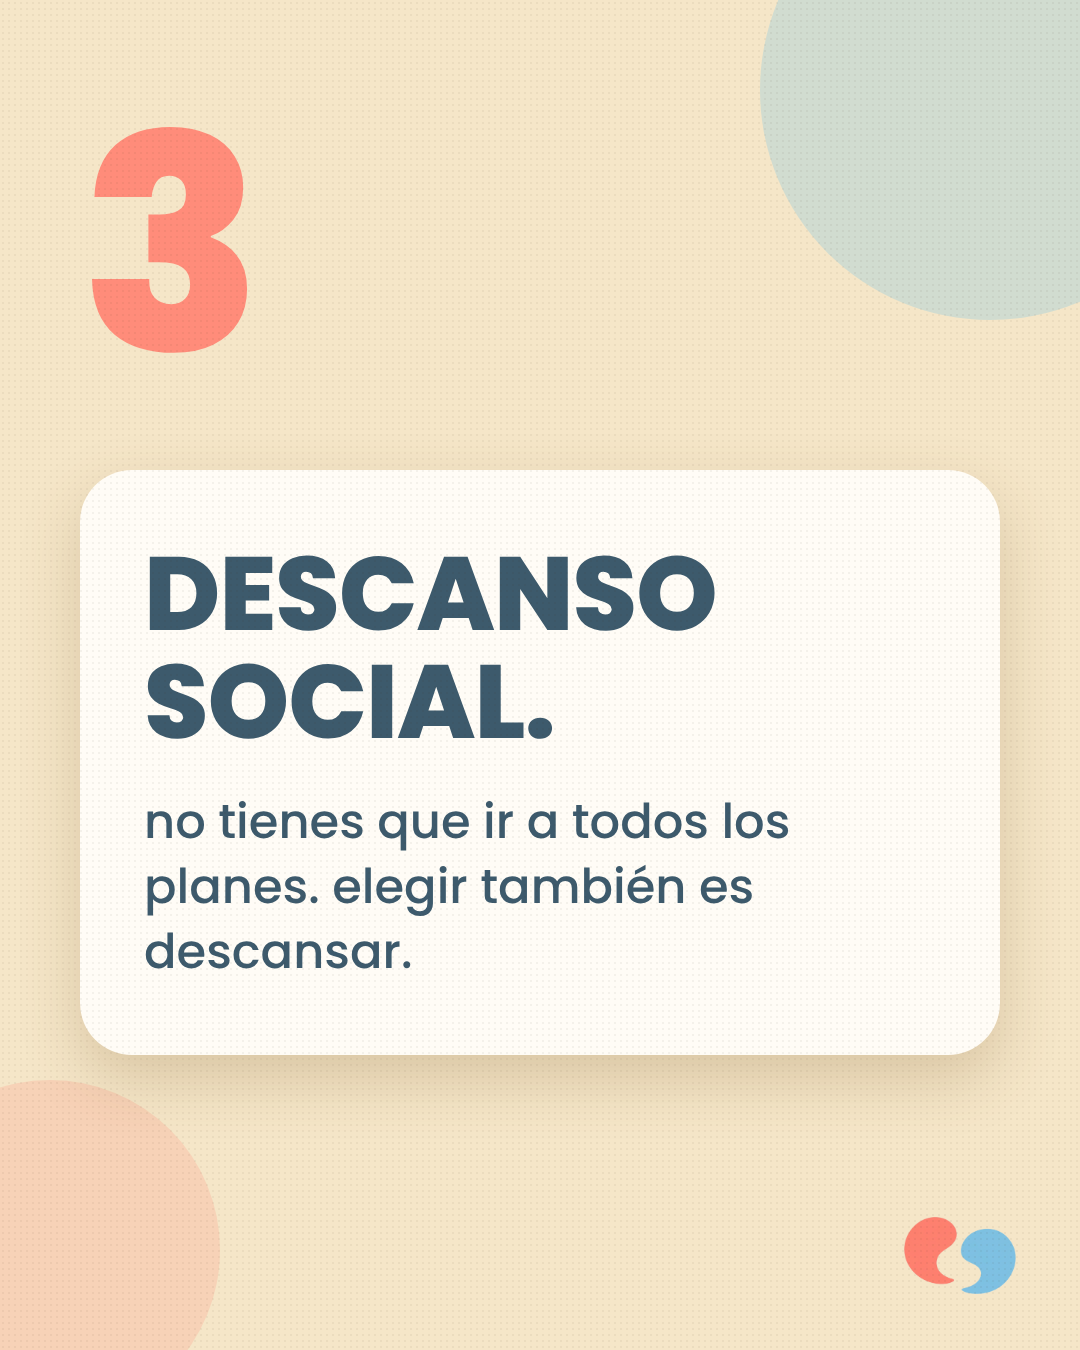 3
DESCANSO
SOCIAL.
no tienes que ir a todos los
planes. elegir también es
descansar.